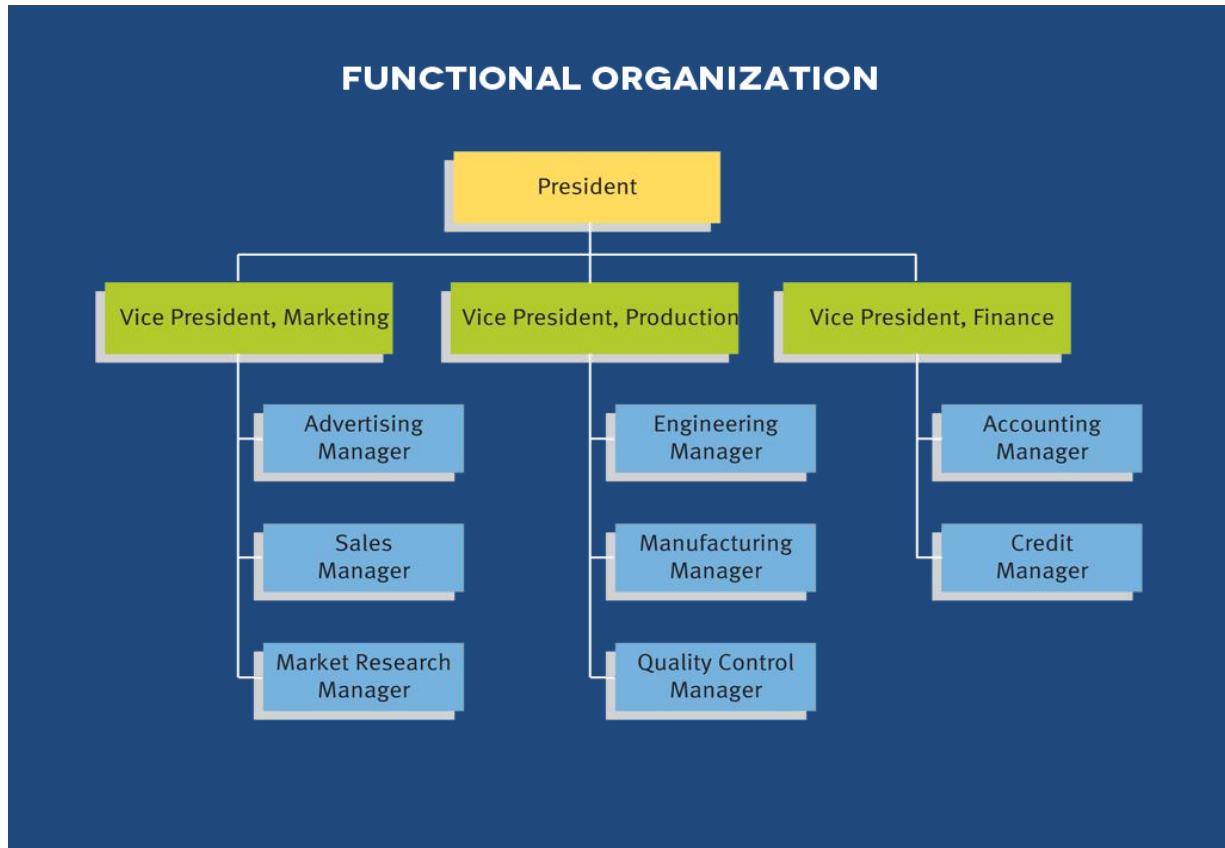 FUNCTIONAL ORGANIZATION
President
Vice President, Marketing
Vice President, Production
Vice President, Finance
Advertising
Manager
Engineering
Manager
Accounting
Manager
Sales
Manager
Manufacturing
Manager
Credit
Manager
Market Research
Manager
Quality Control
Manager